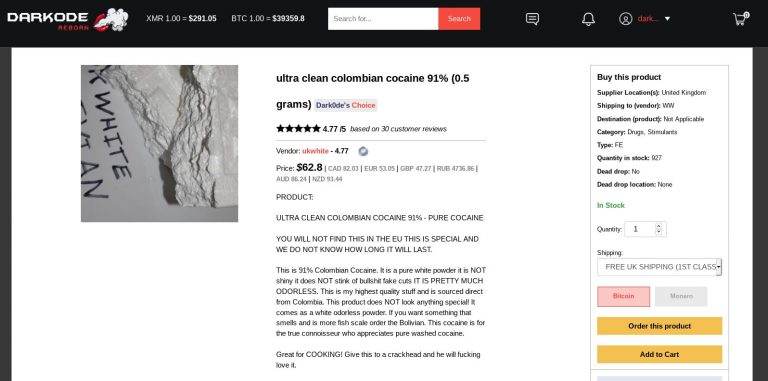 DARKODE
REBORN
XMR 1.00 = $291.05
BTC 1.00 = $39359.8
Search for...
Search
dark...
0
K WHITE
ultra clean colombian cocaine 91% (0.5
grams) Dark0de's Choice
4.77 /5 based on 30 customer reviews
Vendor: ukwhite - 4.77
Price: $62.8 | CAD 82.03 | EUR 53.05 | GBP 47.27 | RUB 4736.86 |
AUD 86.24 | NZD 93.44
PRODUCT:
ULTRA CLEAN COLOMBIAN COCAINE 91% - PURE COCAINE
YOU WILL NOT FIND THIS IN THE EU THIS IS SPECIAL AND
WE DO NOT KNOW HOW LONG IT WILL LAST.
This is 91% Colombian Cocaine. It is a pure white powder it is NOT
shiny it does NOT stink of bullshit fake cuts IT IS PRETTY MUCH
ODORLESS. This is my highest quality stuff and is sourced direct
from Colombia. This product does NOT look anything special! It
comes as a white odorless powder. If you want something that
smells and is more fish scale order the Bolivian. This cocaine is for
the true connoisseur who appreciates pure washed cocaine.
Great for COOKING! Give this to a crackhead and he will fucking
love it.
Buy this product
Supplier Location(s): United Kingdom
Shipping to (vendor): WW
Destination (product): Not Applicable
Category: Drugs, Stimulants
Type: FE
Quantity in stock: 927
Dead drop: No
Dead drop location: None
In Stock
Quantity: 1
Shipping:
FREE UK SHIPPING (1ST CLASS
Bitcoin
Monero
Order this product
Add to Cart